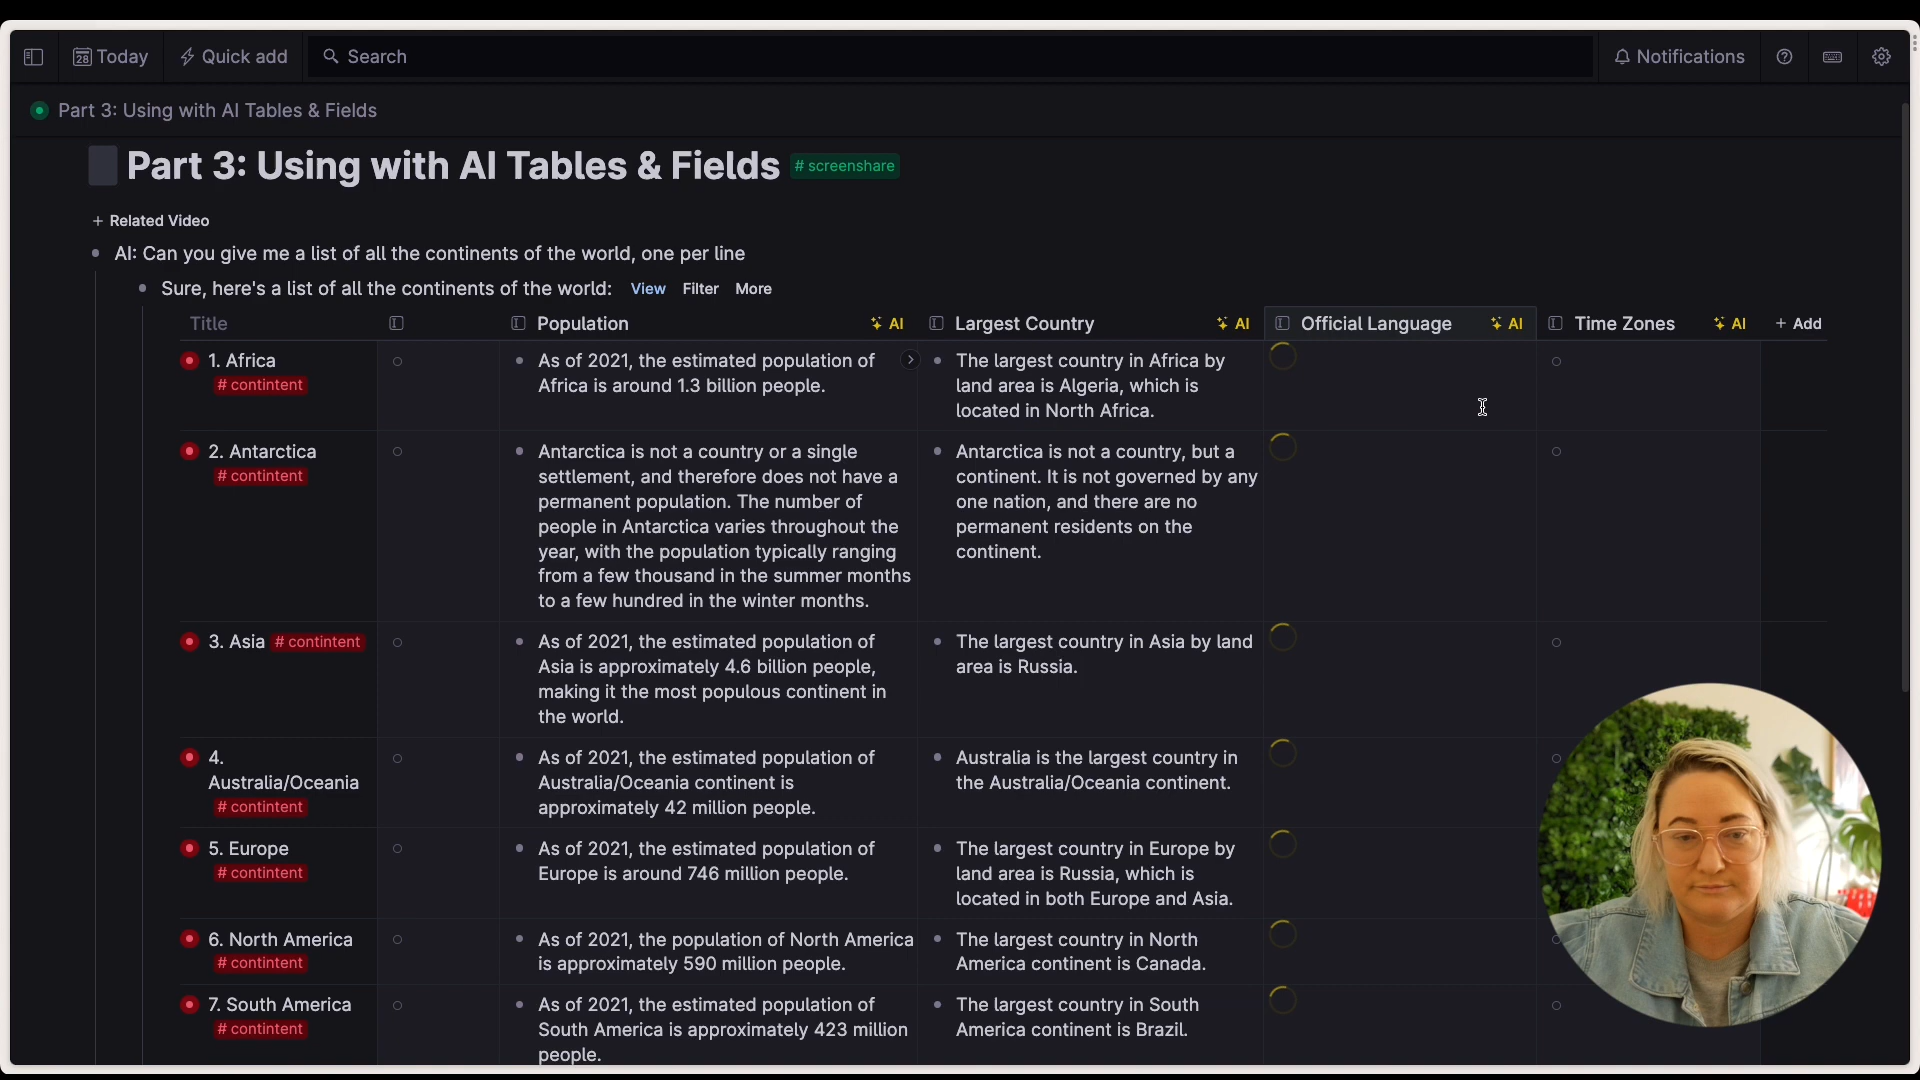 28 Today
Quick add
Search
Notifications
Part 3: Using with AI Tables & Fields
Part 3: Using with AI Tables & Fields # screenshare
+ Related Video
AI: Can you give me a list of all the continents of the world, one per line
Sure, here's a list of all the continents of the world: View Filter More
Title Population AI Largest Country AI Official Language AI Time Zones AI + Add
1. Africa
# contintent
As of 2021, the estimated population of
Africa is around 1.3 billion people.
The largest country in Africa by
land area is Algeria, which is
located in North Africa.
2. Antarctica
# contintent
Antarctica is not a country or a single
settlement, and therefore does not have a
permanent population. The number of
people in Antarctica varies throughout the
year, with the population typically ranging
from a few thousand in the summer months
to a few hundred in the winter months.
Antarctica is not a country, but a
continent. It is not governed by any
one nation, and there are no
permanent residents on the
continent.
3. Asia # contintent
As of 2021, the estimated population of
Asia is approximately 4.6 billion people,
making it the most populous continent in
the world.
The largest country in Asia by land
area is Russia.
4.
Australia/Oceania
# contintent
As of 2021, the estimated population of
Australia/Oceania continent is
approximately 42 million people.
Australia is the largest country in
the Australia/Oceania continent.
5. Europe
# contintent
As of 2021, the estimated population of
Europe is around 746 million people.
The largest country in Europe by
land area is Russia, which is
located in both Europe and Asia.
6. North America
# contintent
As of 2021, the population of North America
is approximately 590 million people.
The largest country in North
America continent is Canada.
7. South America
# contintent
As of 2021, the estimated population of
South America is approximately 423 million
people.
The largest country in South
America continent is Brazil.